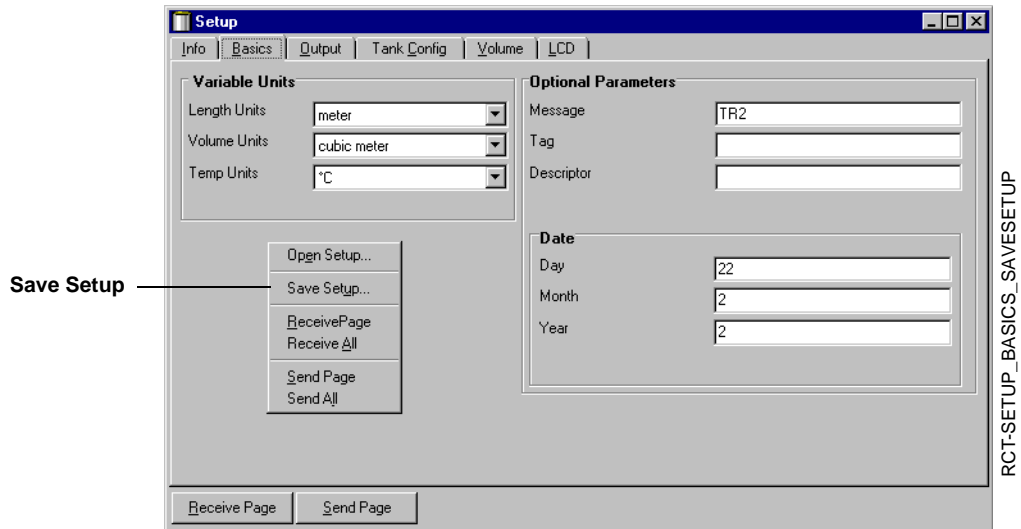 Setup
Info Basics Output Tank Config Volume LCD
Variable Units
Length Units meter
Volume Units cubic meter
Temp Units °C
Optional Parameters
Message TR2
Tag
Descriptor
Date
Day 22
Month 2
Year 2
Save Setup
Open Setup...
Save Setup...
ReceivePage
Receive All
Send Page
Send All
Receive Page Send Page
RCT-SETUP_BASICS_SAVESETUP